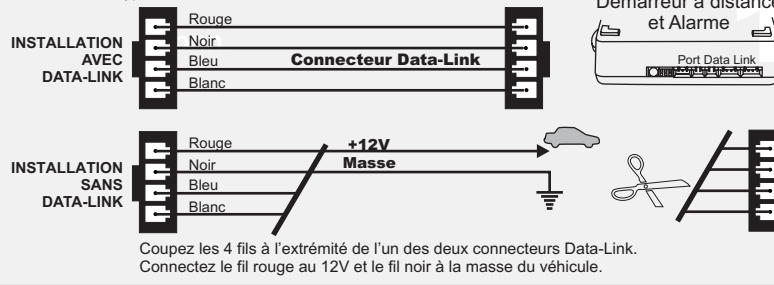 Rouge
Noir
Bleu
Blanc
INSTALLATION
AVEC
DATA-LINK
Connecteur Data-Link
Démarreur à distance
et Alarme
Port Data Link
Rouge
Noir
Bleu
Blanc
INSTALLATION
SANS
DATA-LINK
+12V
Masse
Coupez les 4 fils à l'extrémité de l'un des deux connecteurs Data-Link.
Connectez le fil rouge au 12V et le fil noir à la masse du véhicule.